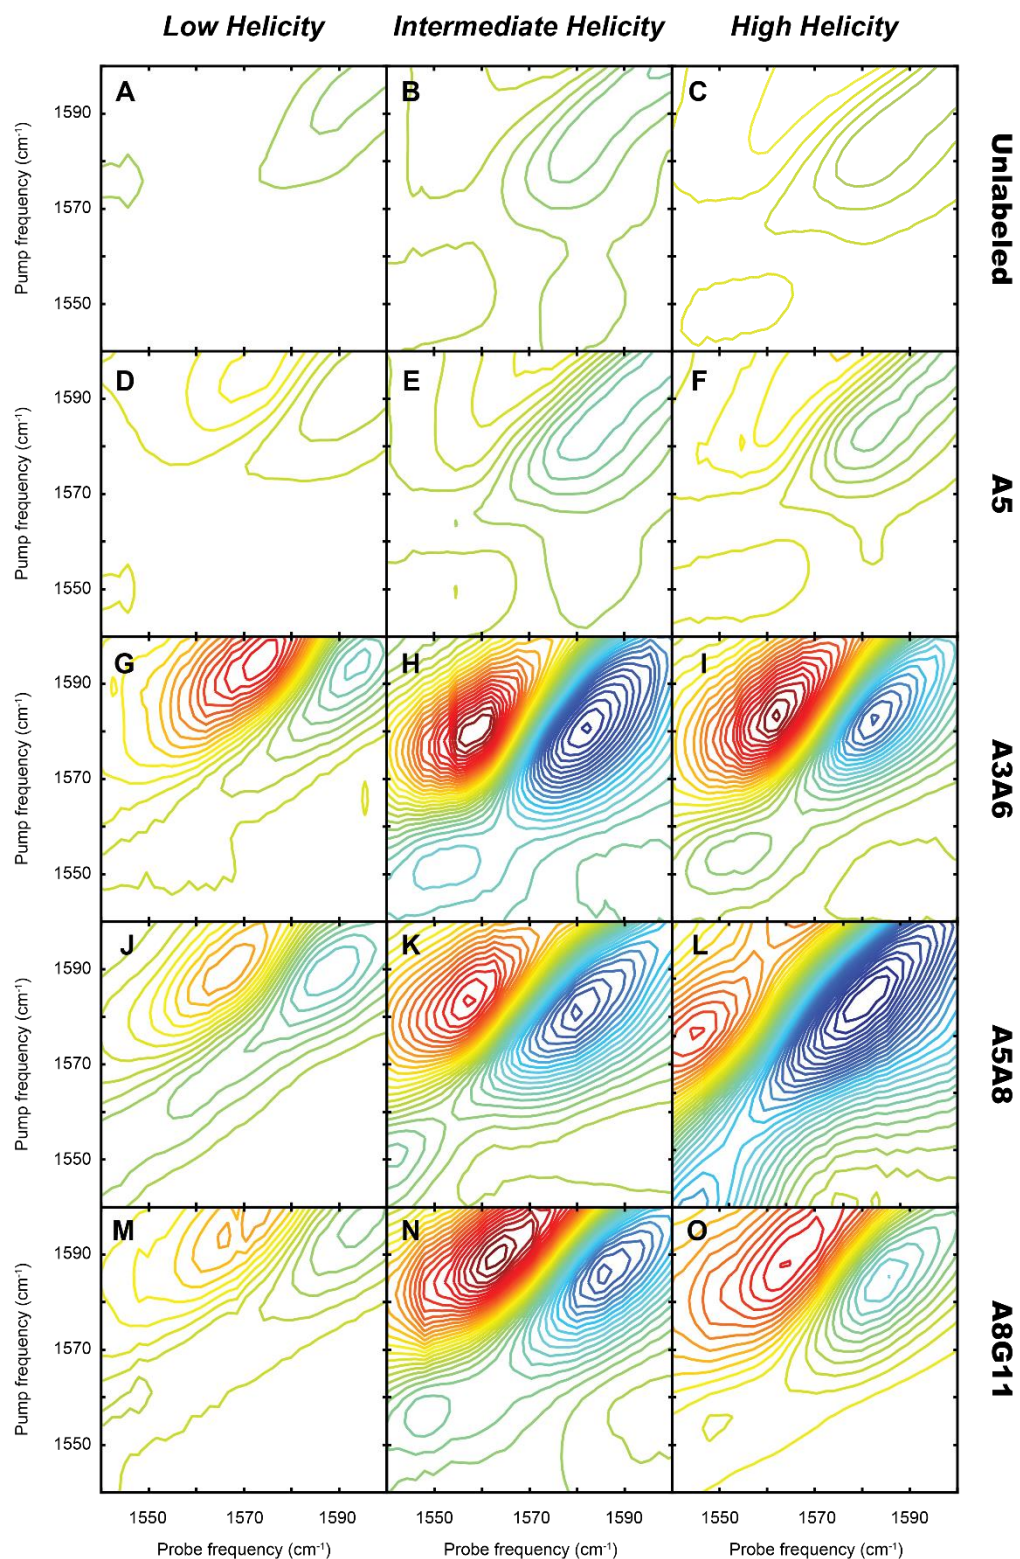 Low Helicity Intermediate Helicity High Helicity
A B C
Pump frequency (cm⁻¹) 1590 1570 1550
Unlabeled
D E F
Pump frequency (cm⁻¹) 1590 1570 1550
A5
G H I
Pump frequency (cm⁻¹) 1590 1570 1550
A3A6
J K L
Pump frequency (cm⁻¹) 1590 1570 1550
A5A8
M N O
Pump frequency (cm⁻¹) 1590 1570 1550
A8G11
1550 1570 1590 1550 1570 1590 1550 1570 1590
Probe frequency (cm⁻¹) Probe frequency (cm⁻¹) Probe frequency (cm⁻¹)